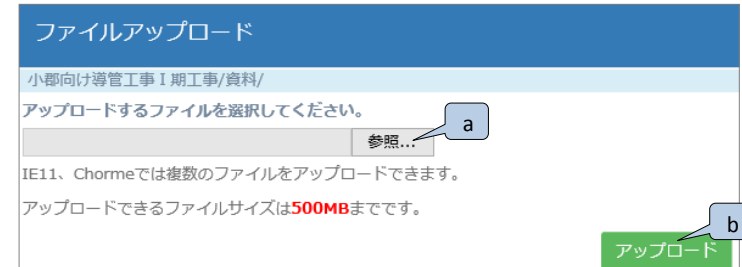 ファイルアップロード
小郡向け導管工事Ⅰ期工事/資料/
アップロードするファイルを選択してください。
参照...
a
IE11、Chormeでは複数のファイルをアップロードできます。
アップロードできるファイルサイズは500MBまでです。
b
アップロード